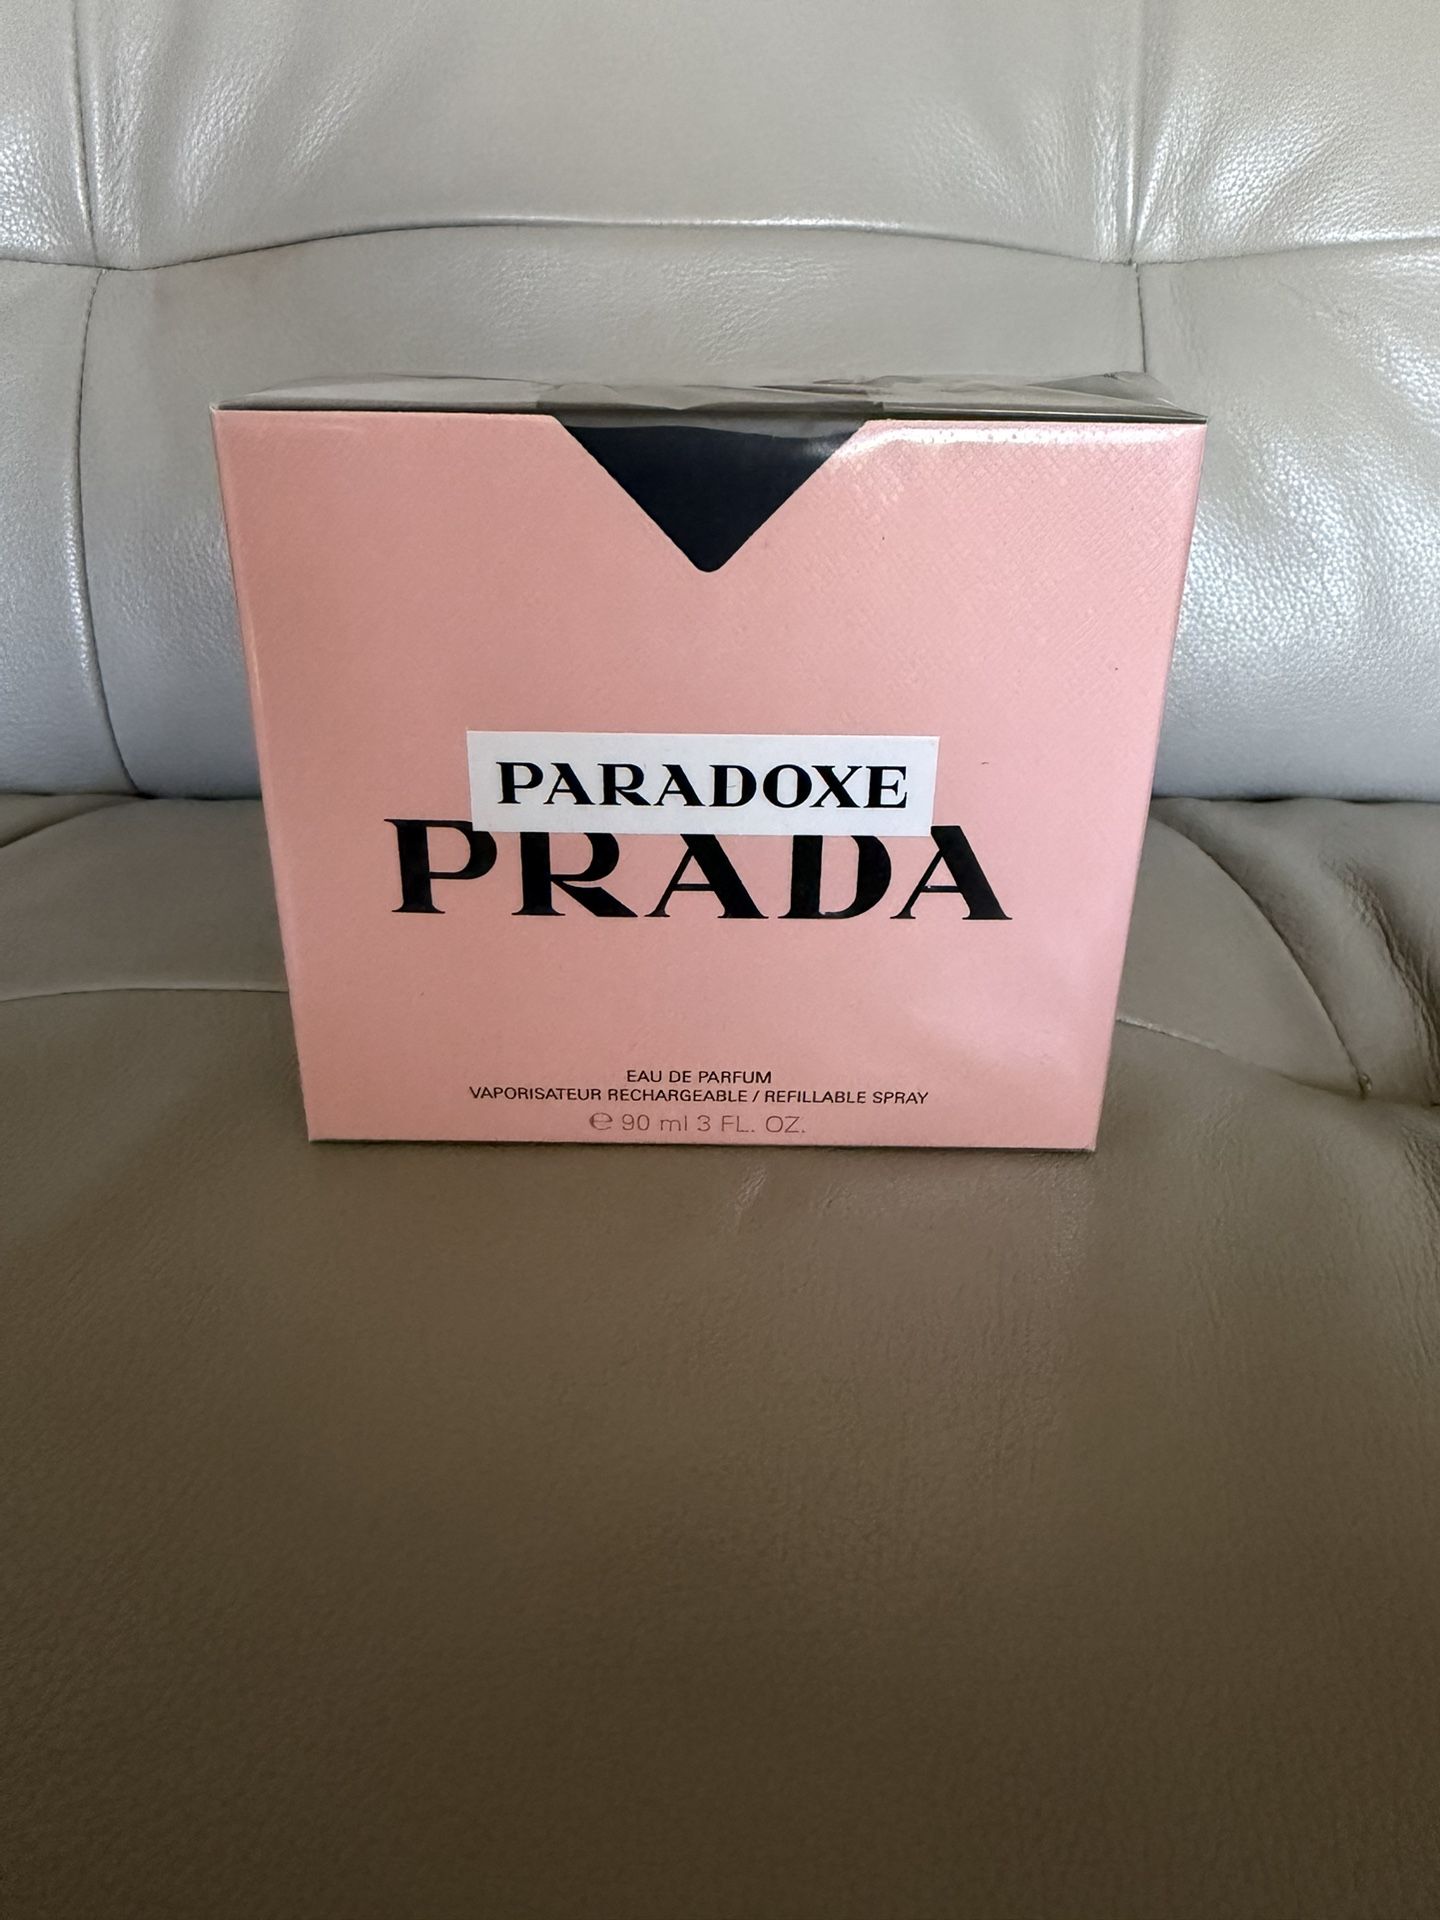 PARADOXE
PRADA
EAU DE PARFUM
VAPORISATEUR RECHARGEABLE / REFILLABLE SPRAY
℮ 90 ml 3 FL. OZ.